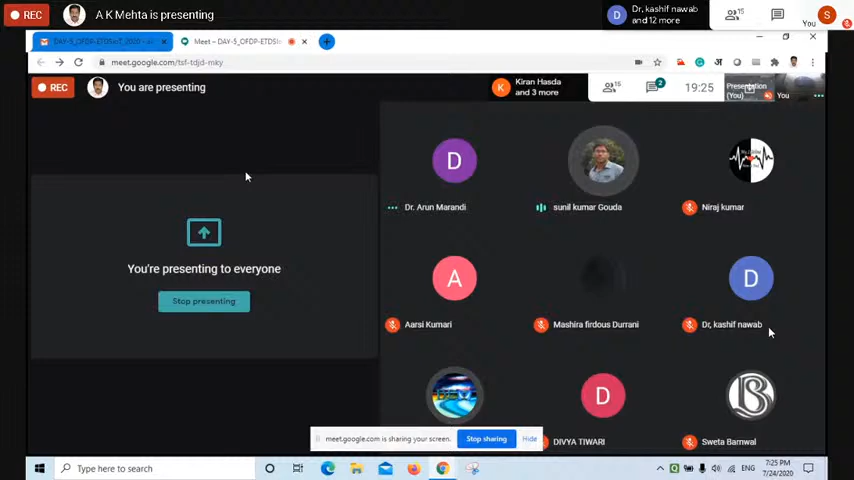 REC
A K Mehta is presenting
Dr, kashif nawab
and 12 more
15
You
S
D
DAY-5_OFDP-ETDSIoT_2020 -
Meet – DAY-5_OFDP-ETDSI
meet.google.com/tsf-tdjd-mky
REC
You are presenting
K
Kiran Hasda
and 3 more
15
2
19:25
Presentation
(You)
You
D
Dr. Arun Marandi
sunil kumar Gouda
Niraj kumar
You're presenting to everyone
Stop presenting
A
Aarsi Kumari
Mashira firdous Durrani
D
Dr, kashif nawab
D
DIVYA TIWARI
Sweta Barnwal
meet.google.com is sharing your screen.
Stop sharing
Hide
Type here to search
ENG
7:25 PM
7/24/2020